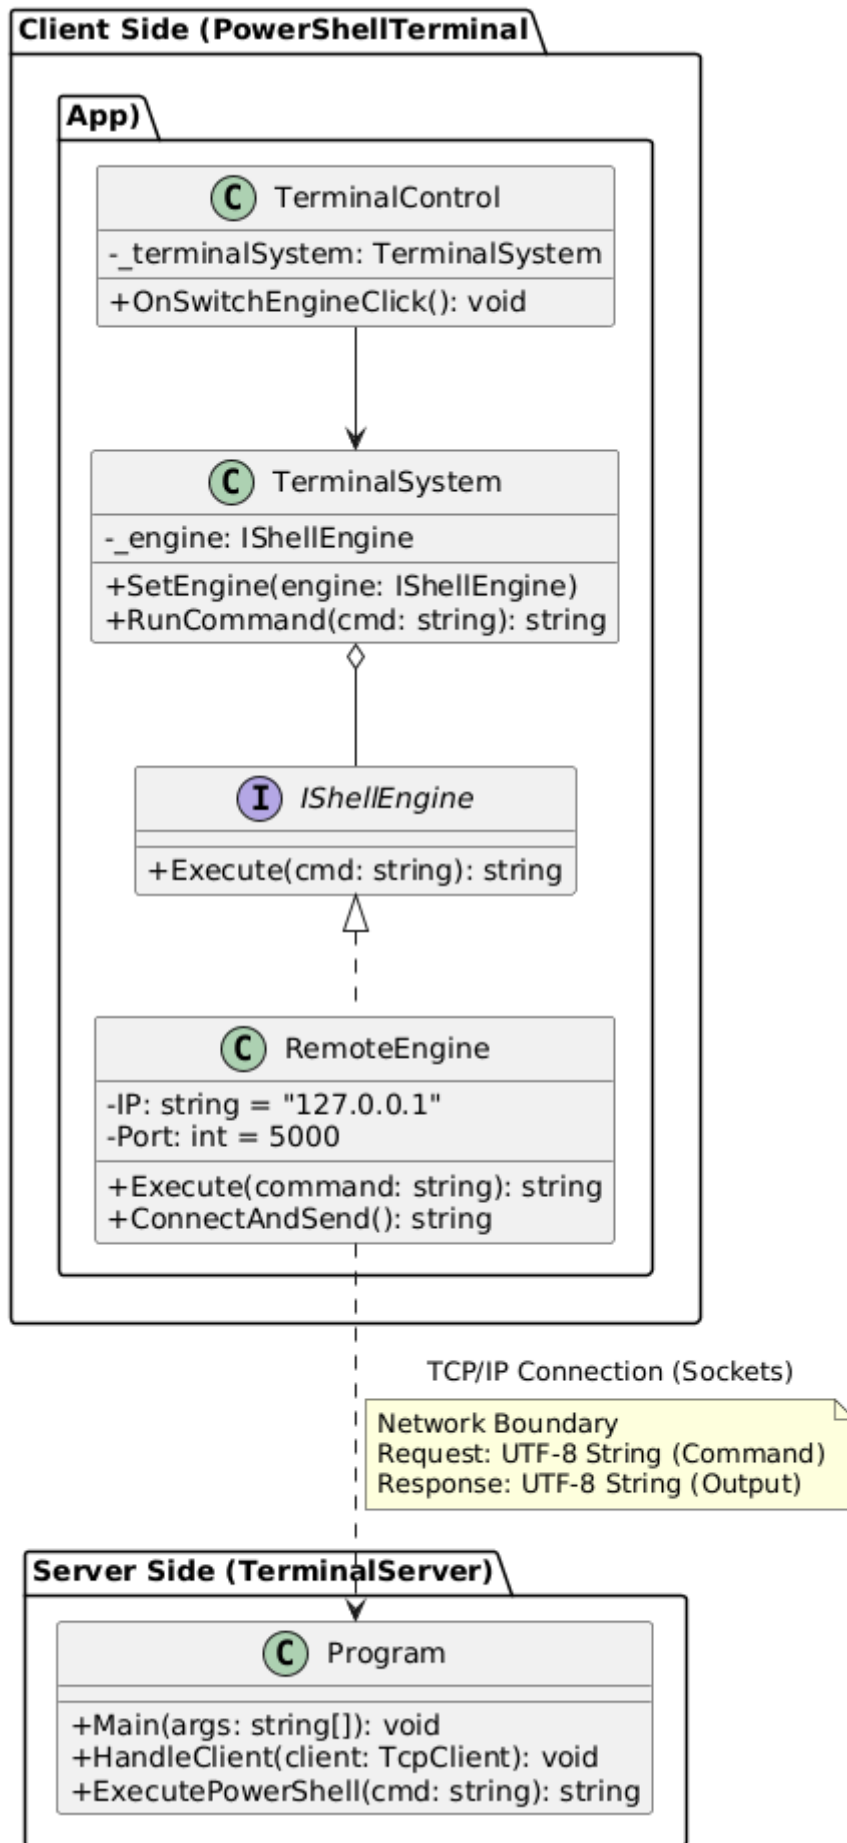 Client Side (PowerShellTerminal
App)
C TerminalControl
-_terminalSystem: TerminalSystem
+OnSwitchEngineClick(): void
C TerminalSystem
-_engine: IShellEngine
+SetEngine(engine: IShellEngine)
+RunCommand(cmd: string): string
I IShellEngine
+Execute(cmd: string): string
C RemoteEngine
-IP: string = "127.0.0.1"
-Port: int = 5000
+Execute(command: string): string
+ConnectAndSend(): string
TCP/IP Connection (Sockets)
Network Boundary
Request: UTF-8 String (Command)
Response: UTF-8 String (Output)
Server Side (TerminalServer)
C Program
+Main(args: string[]): void
+HandleClient(client: TcpClient): void
+ExecutePowerShell(cmd: string): string